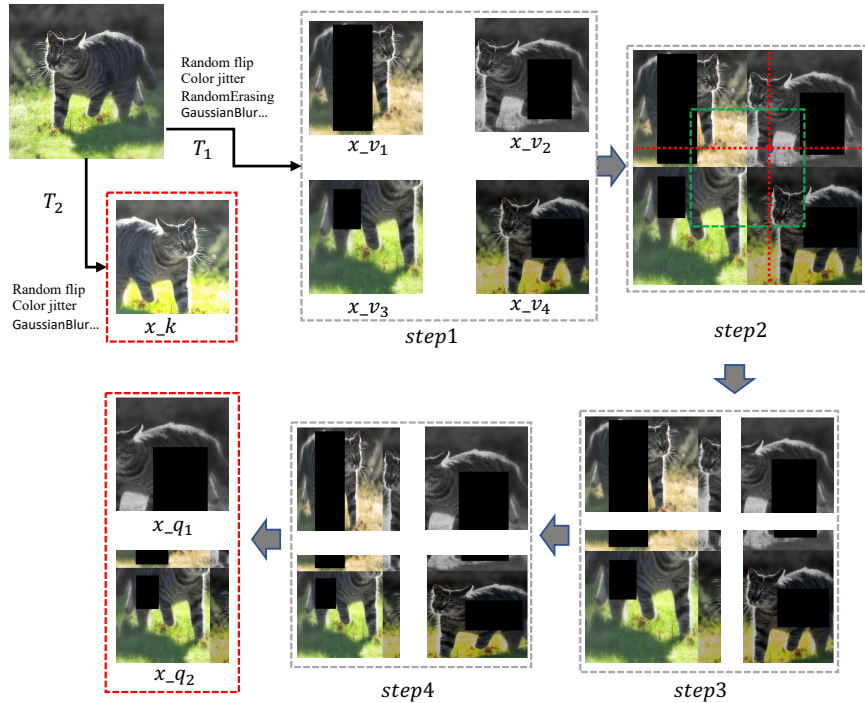 Random flip
Color jitter
RandomErasing
GaussianBlur...
T_1
x_v_1
x_v_2
T_2
Random flip
Color jitter
GaussianBlur...
x_k
x_v_3
x_v_4
step1
step2
x_q_1
x_q_2
step4
step3